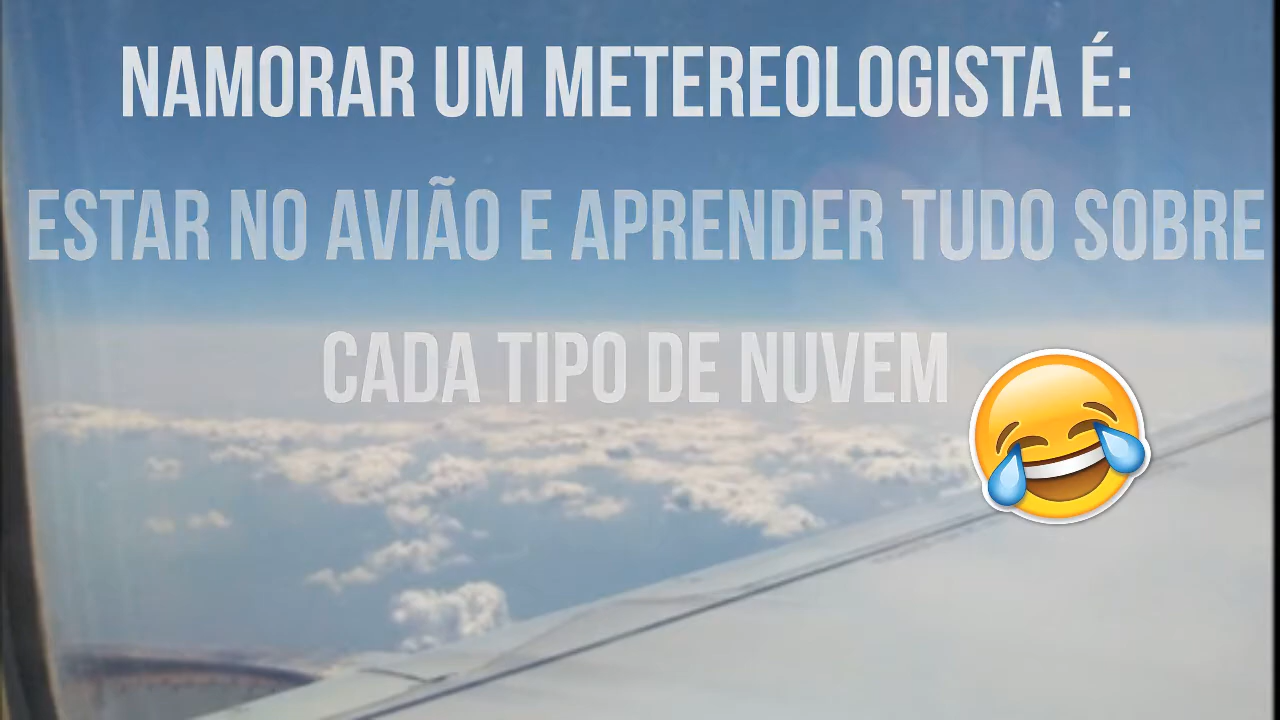 NAMORAR UM METEREOLOGISTA É:
ESTAR NO AVIÃO E APRENDER TUDO SOBRE
CADA TIPO DE NUVEM